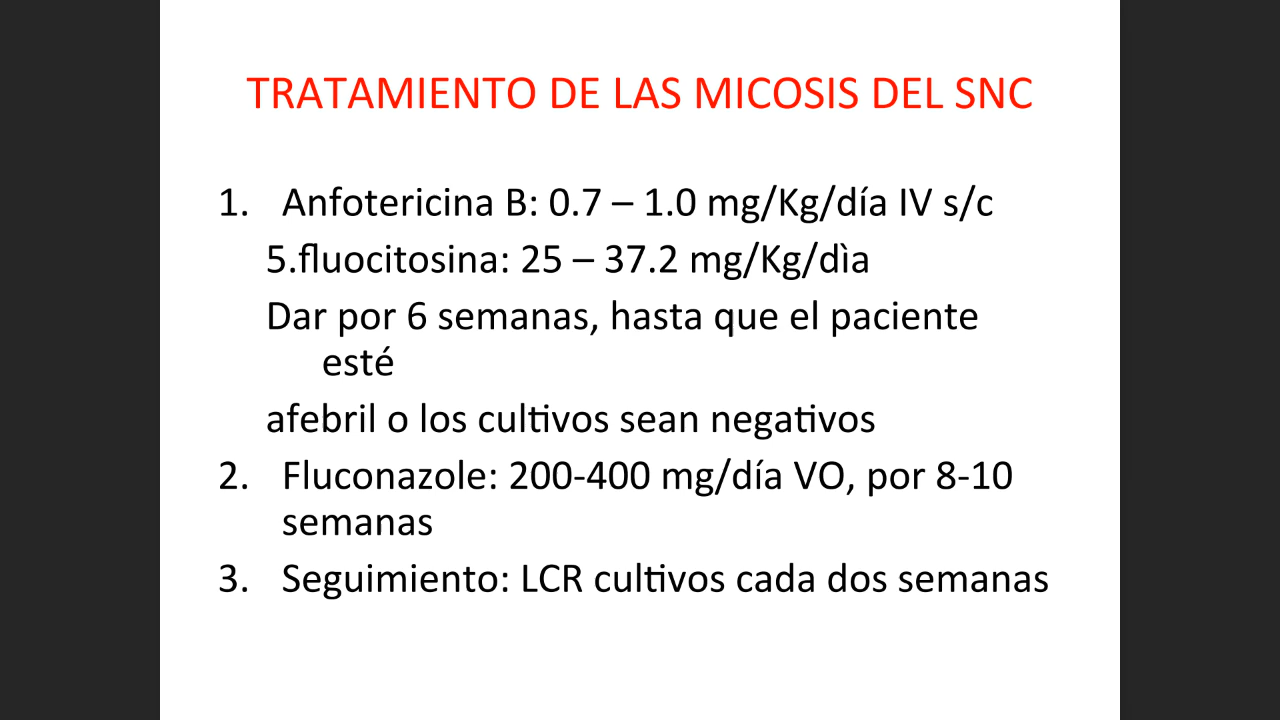 TRATAMIENTO DE LAS MICOSIS DEL SNC
1. Anfotericina B: 0.7 – 1.0 mg/Kg/día IV s/c
5.fluocitosina: 25 – 37.2 mg/Kg/dìa
Dar por 6 semanas, hasta que el paciente
esté
afebril o los cultivos sean negativos
2. Fluconazole: 200-400 mg/día VO, por 8-10
semanas
3. Seguimiento: LCR cultivos cada dos semanas